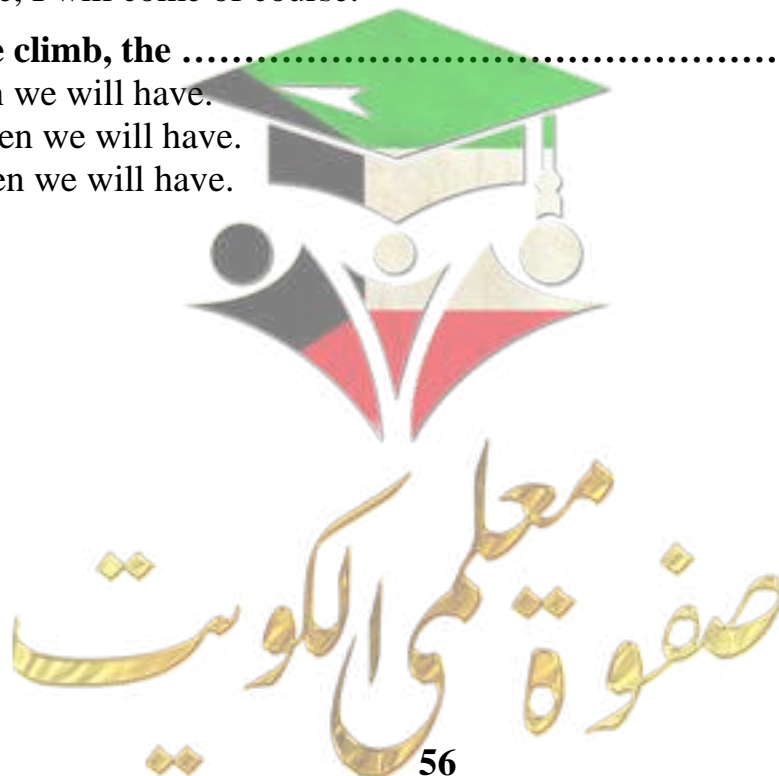 e, I will come of course.
e climb, the ……………………………………………
n we will have.
en we will have.
en we will have.
صفوة معلمى الكويت
56